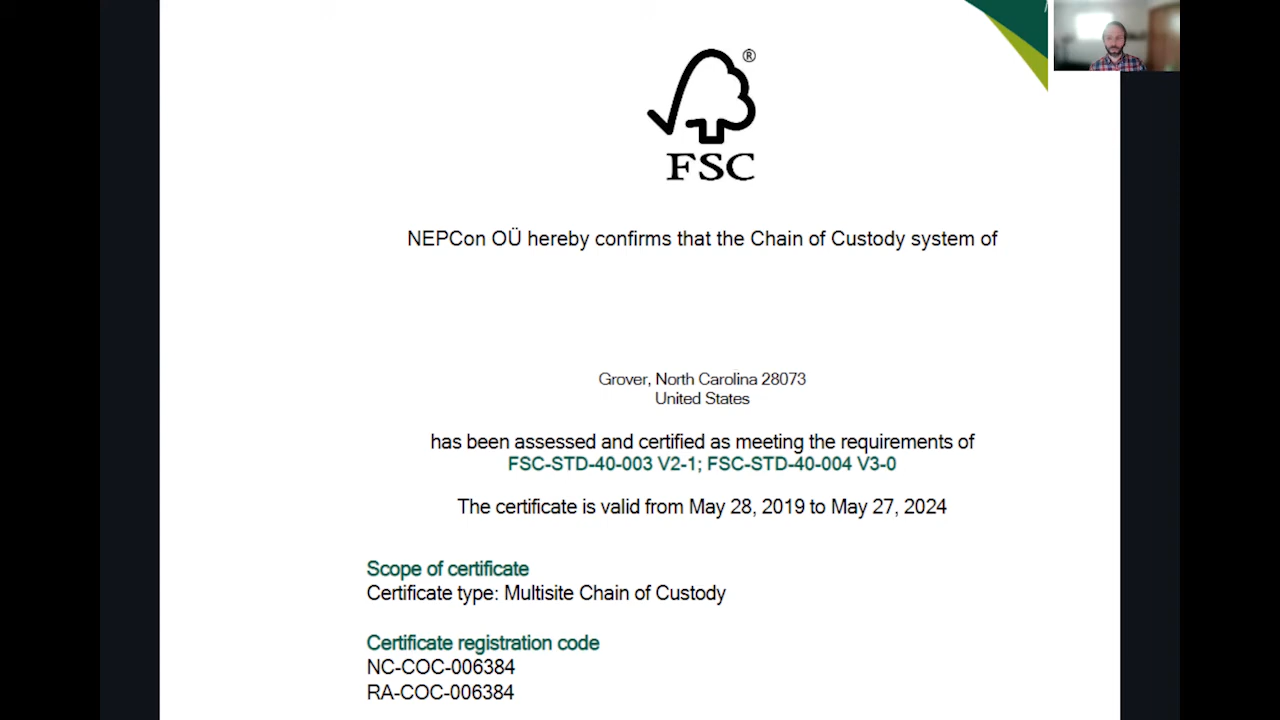 ®
FSC
NEPCon OÜ hereby confirms that the Chain of Custody system of
Grover, North Carolina 28073
United States
has been assessed and certified as meeting the requirements of
FSC-STD-40-003 V2-1; FSC-STD-40-004 V3-0
The certificate is valid from May 28, 2019 to May 27, 2024
Scope of certificate
Certificate type: Multisite Chain of Custody
Certificate registration code
NC-COC-006384
RA-COC-006384